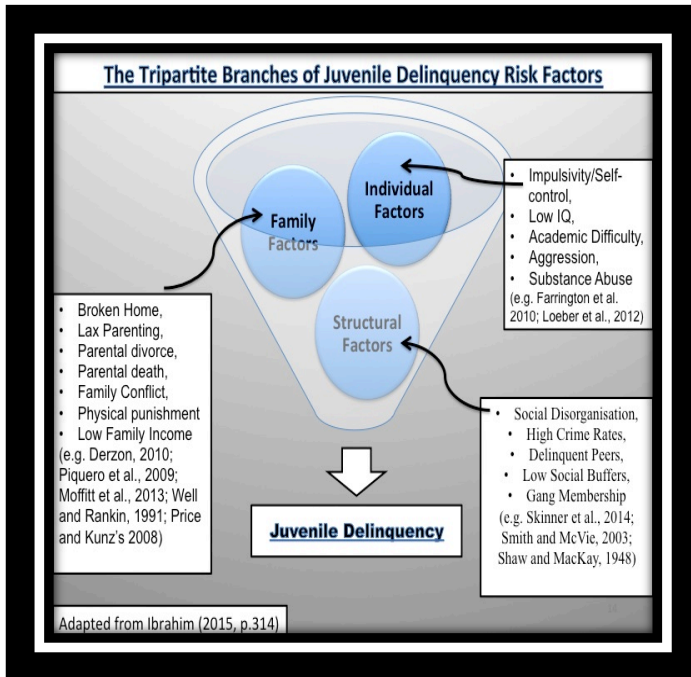 The Tripartite Branches of Juvenile Delinquency Risk Factors
Family
Factors
Individual
Factors
Structural
Factors
• Impulsivity/Self-
control,
• Low IQ,
• Academic Difficulty,
• Aggression,
• Substance Abuse
(e.g. Farrington et al.
2010; Loeber et al., 2012)
• Broken Home,
• Lax Parenting,
• Parental divorce,
• Parental death,
• Family Conflict,
• Physical punishment
• Low Family Income
(e.g. Derzon, 2010;
Piquero et al., 2009;
Moffitt et al., 2013; Well
and Rankin, 1991; Price
and Kunz's 2008)
• Social Disorganisation,
• High Crime Rates,
• Delinquent Peers,
• Low Social Buffers,
• Gang Membership
(e.g. Skinner et al., 2014;
Smith and McVie, 2003;
Shaw and MacKay, 1948)
Juvenile Delinquency
Adapted from Ibrahim (2015, p.314)